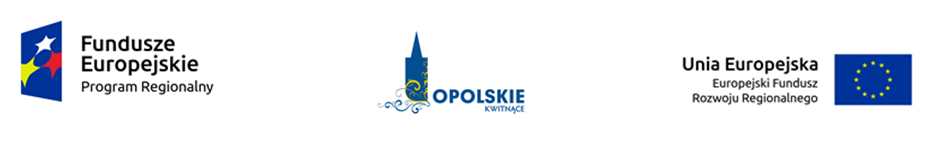 Fundusze
Europejskie
Program Regionalny
OPOLSKIE
KWITNĄCE
Unia Europejska
Europejski Fundusz
Rozwoju Regionalnego